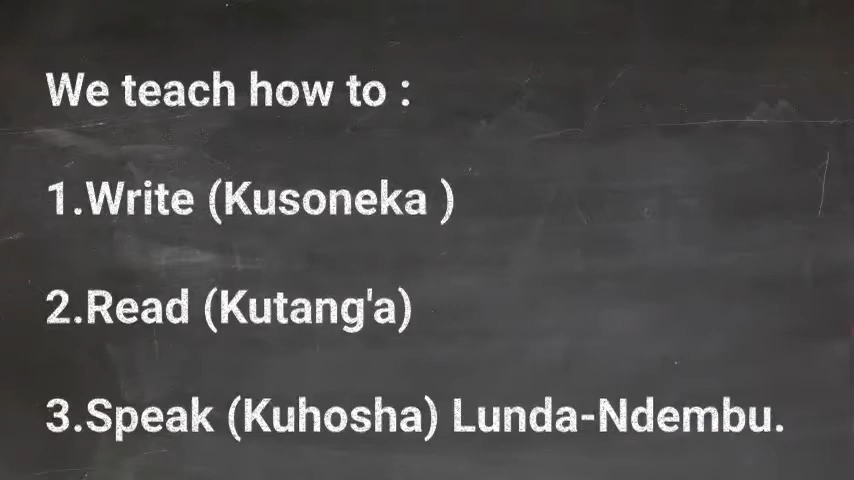 We teach how to :
1.Write (Kusoneka )
2.Read (Kutang'a)
3.Speak (Kuhosha) Lunda-Ndembu.